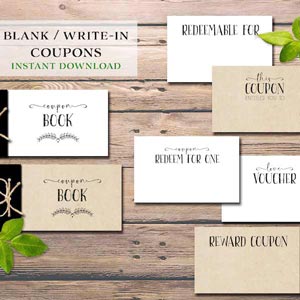 BLANK / WRITE-IN
COUPONS
INSTANT DOWNLOAD
REDEEMABLE FOR
this
COUPON
ENTITLES YOU TO
coupon
BOOK
coupon
REDEEM FOR ONE
love
VOUCHER
coupon
BOOK
REWARD COUPON